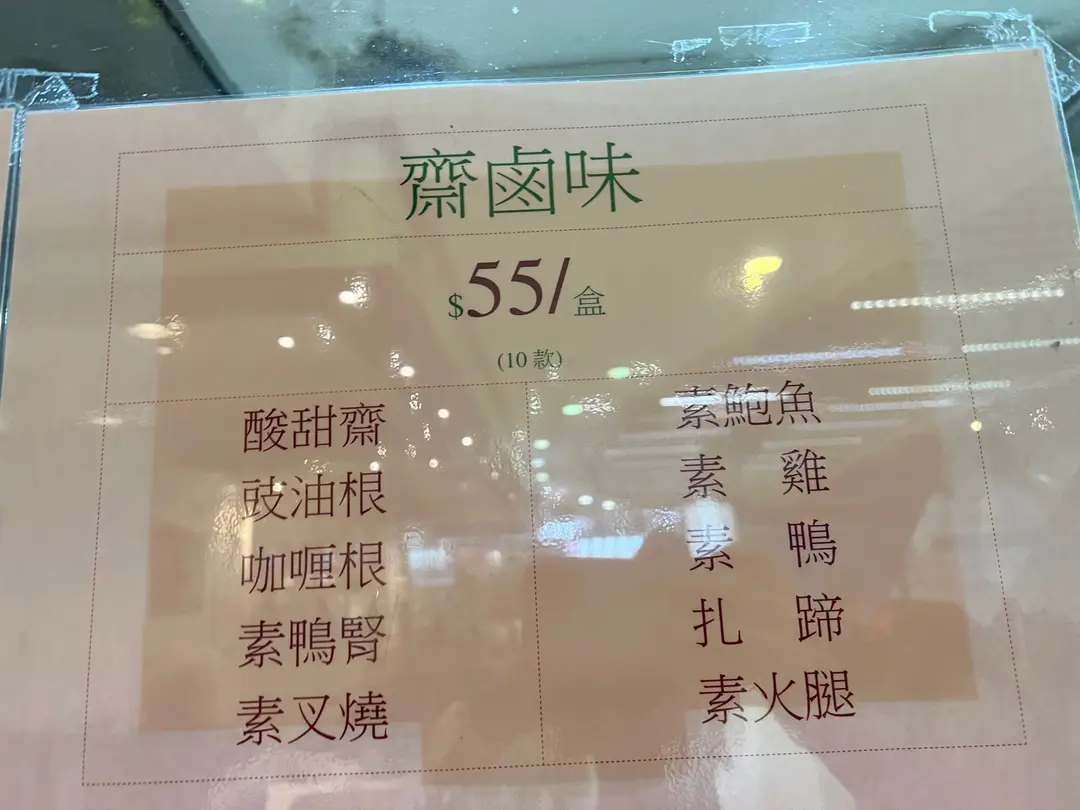 齋鹵味
$55/盒
(10 款)
酸甜齋
豉油根
咖喱根
素鴨腎
素叉燒
素鮑魚
素 雞
素 鴨
扎 蹄
素火腿